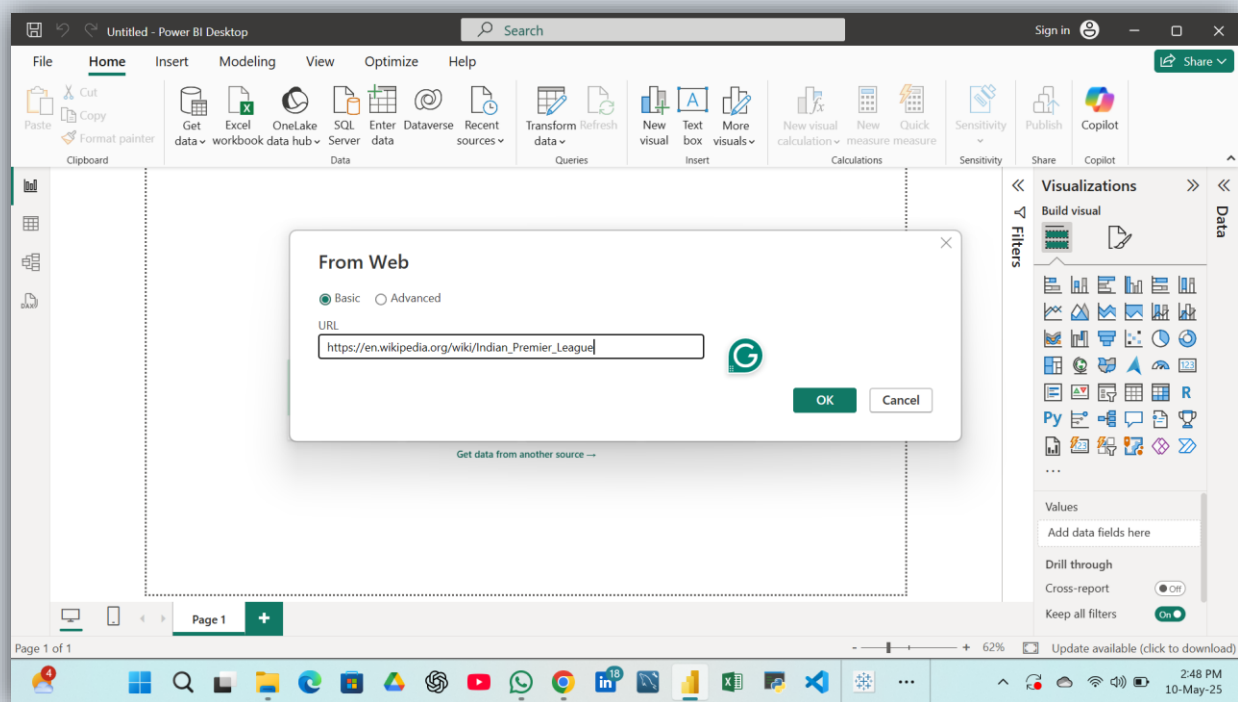 Untitled - Power BI Desktop
Search
Sign in
File Home Insert Modeling View Optimize Help
Share
Paste
Cut
Copy
Format painter
Clipboard
Get data
Excel workbook
OneLake data hub
SQL Server
Enter data
Dataverse
Recent sources
Data
Transform data
Refresh
Queries
New visual
Text box
More visuals
Insert
New visual calculation
New measure
Quick measure
Calculations
Sensitivity
Sensitivity
Publish
Share
Copilot
Copilot
From Web
Basic Advanced
URL
https://en.wikipedia.org/wiki/Indian_Premier_League
OK Cancel
Get data from another source →
Filters
Visualizations
Build visual
123
R
Py
123
...
Values
Add data fields here
Drill through
Cross-report Off
Keep all filters On
Data
Page 1
Page 1 of 1
- + 62% Update available (click to download)
4
18
2:48 PM
10-May-25